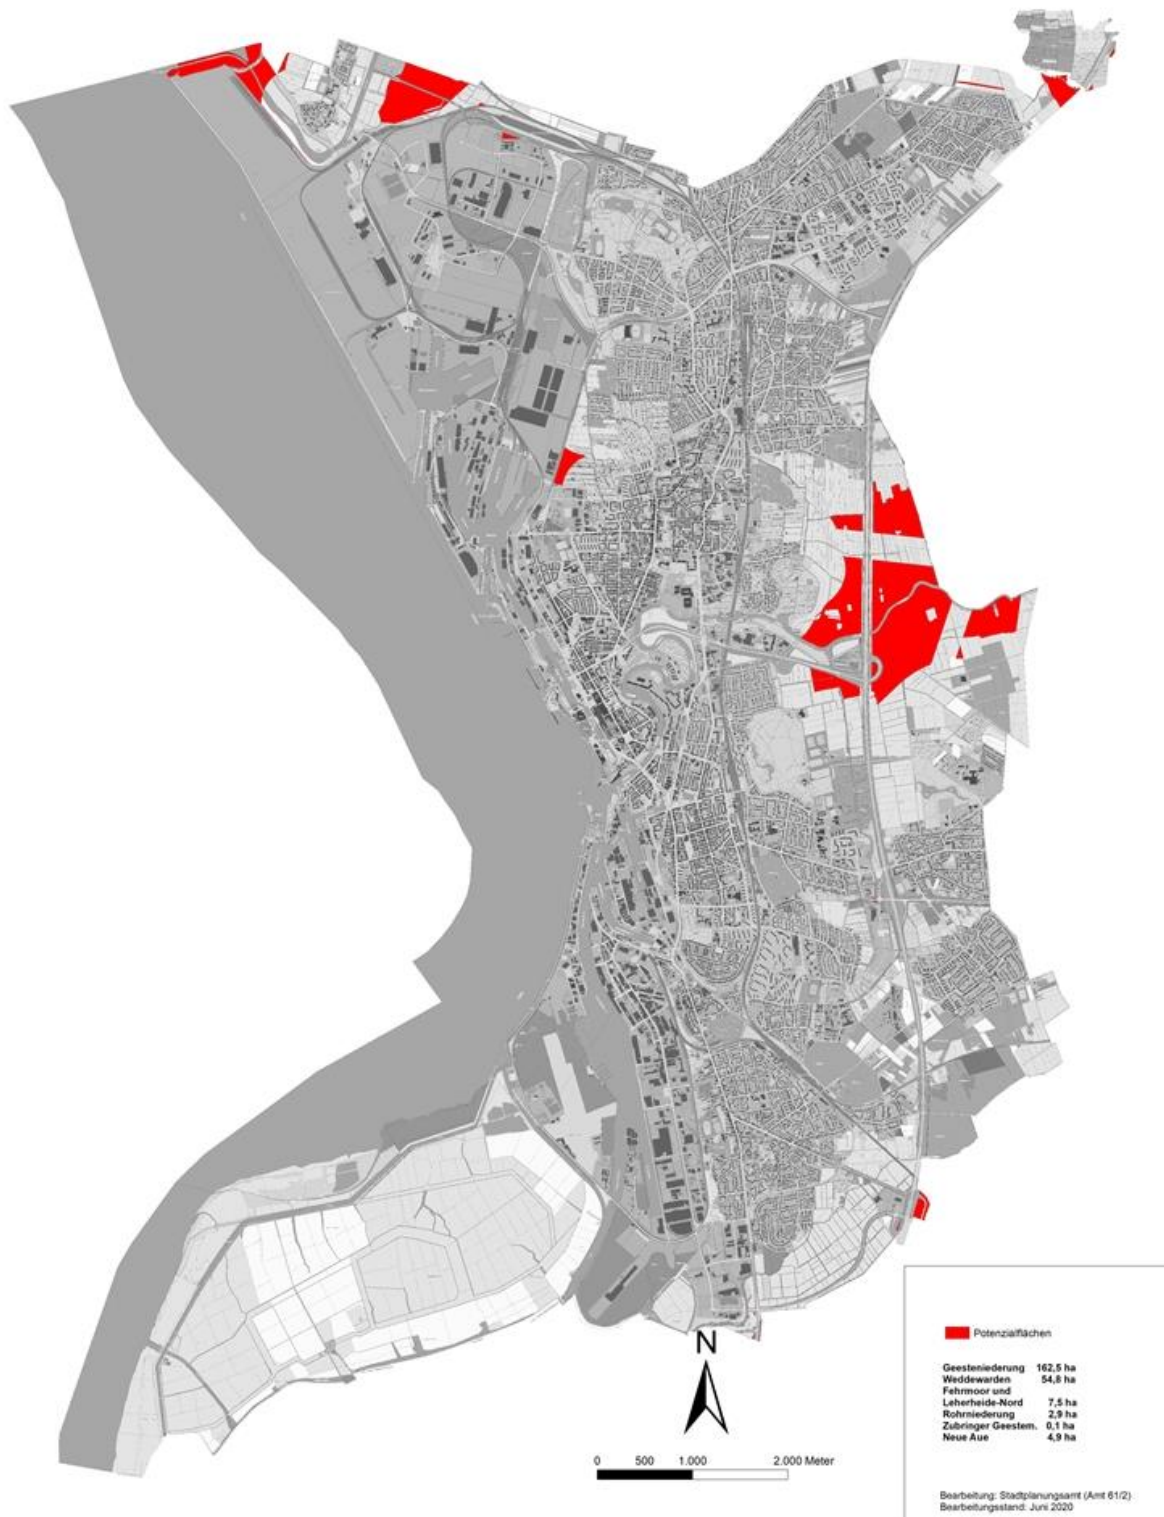 N
0 500 1.000 2.000 Meter
Potenzialflächen
Geesteniederung 162,5 ha
Weddewarden 54,8 ha
Fehrmoor und
Leherheide-Nord 7,5 ha
Rohrniederung 2,9 ha
Zubringer Geestem. 0,1 ha
Neue Aue 4,9 ha
Bearbeitung: Stadtplanungsamt (Amt 61/2)
Bearbeitungsstand: Juni 2020